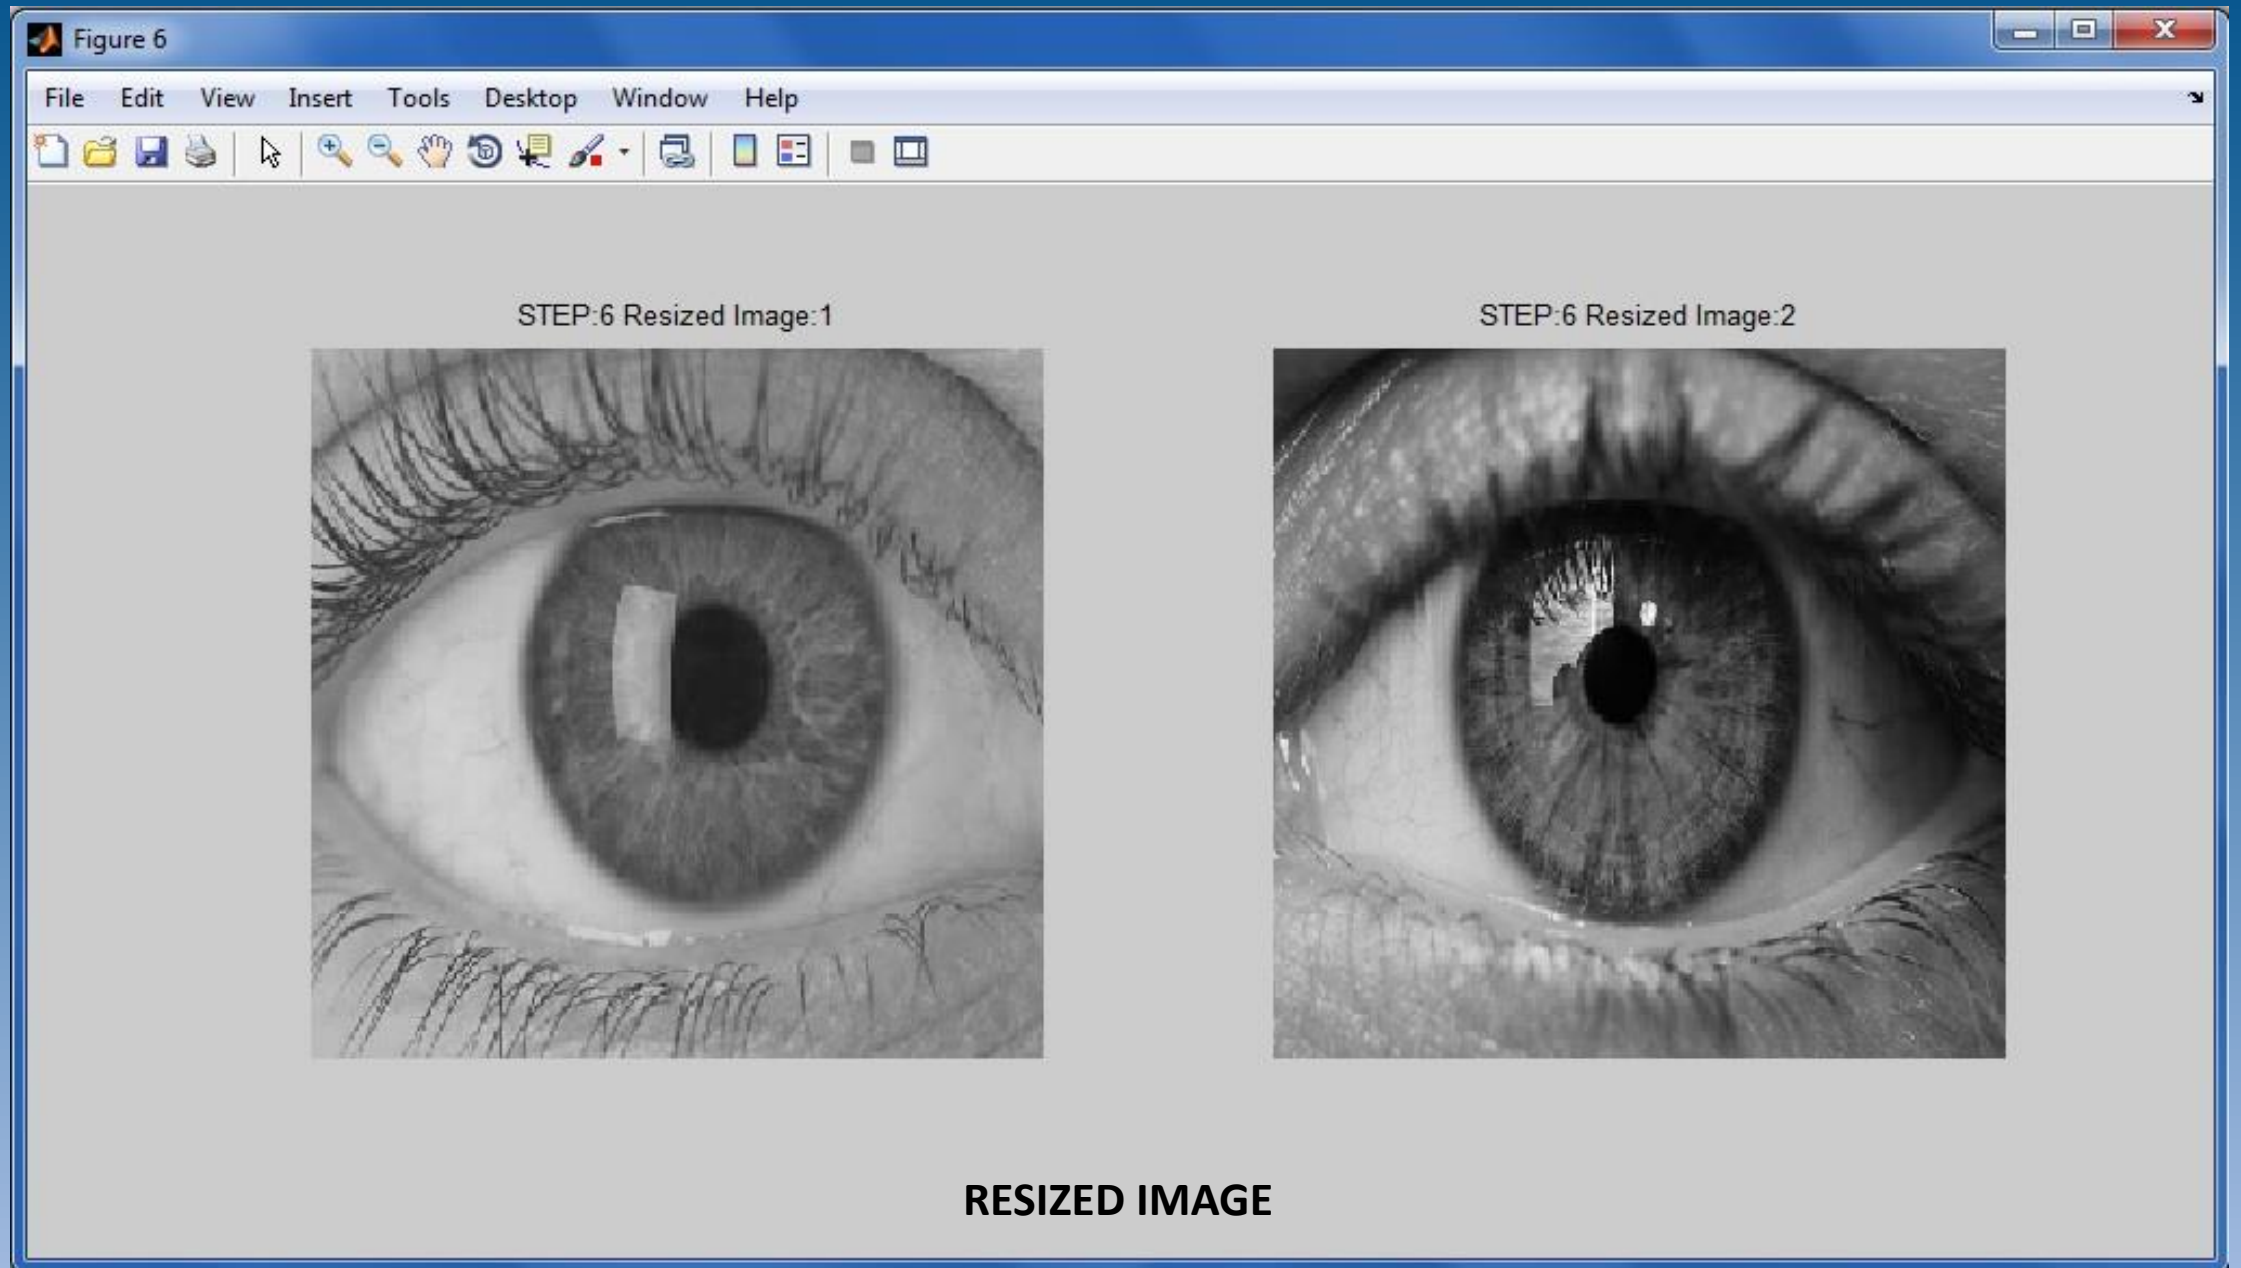 Figure 6
File Edit View Insert Tools Desktop Window Help
STEP:6 Resized Image:1
STEP:6 Resized Image:2
RESIZED IMAGE